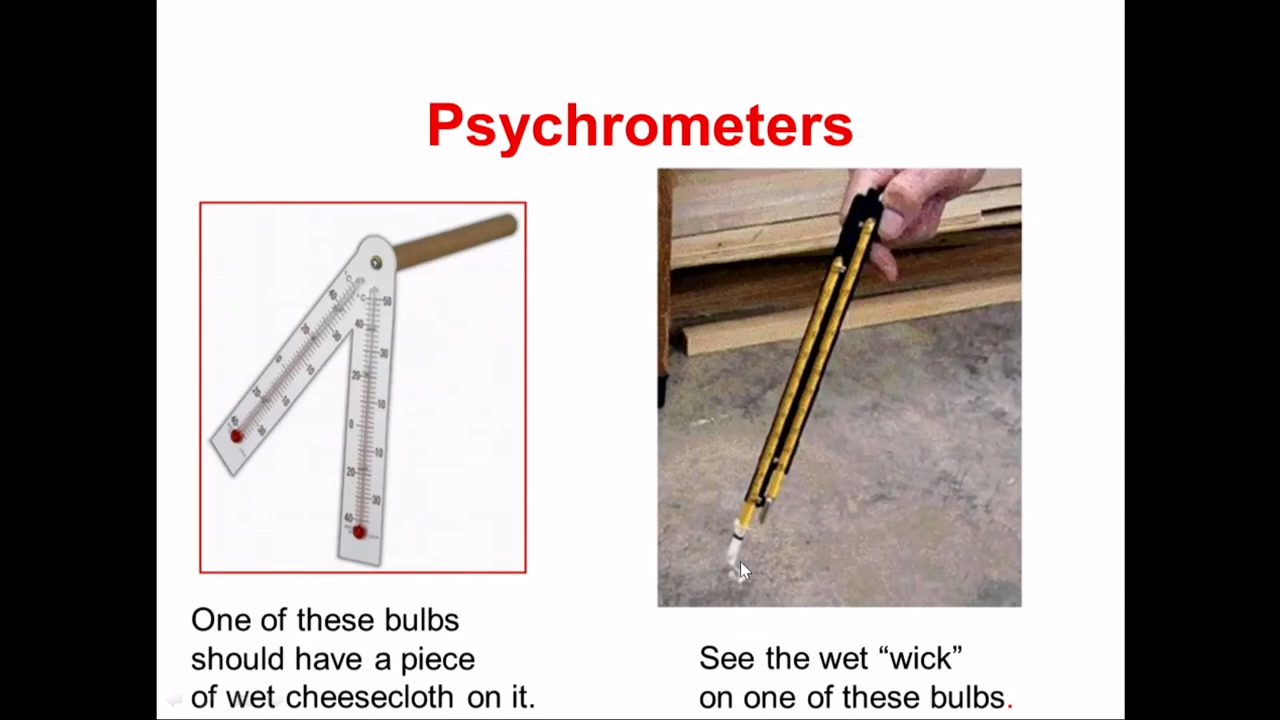 Psychrometers
One of these bulbs
should have a piece
of wet cheesecloth on it.
See the wet “wick”
on one of these bulbs.